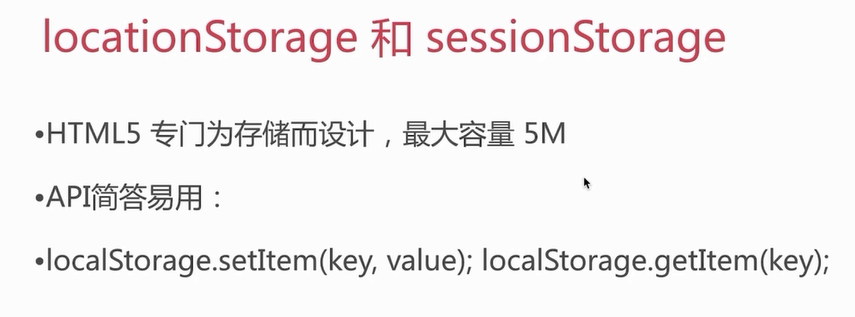 locationStorage 和 sessionStorage
•HTML5 专门为存储而设计，最大容量 5M
•API简答易用：
•localStorage.setItem(key, value); localStorage.getItem(key);